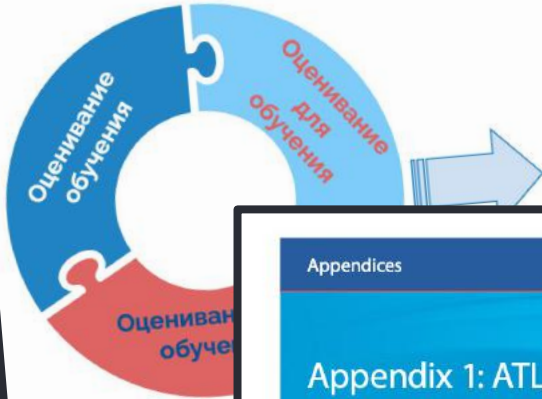 Оценивание
обучения
Оценивание
для
обучения
Appendices
Appendix 1: ATL